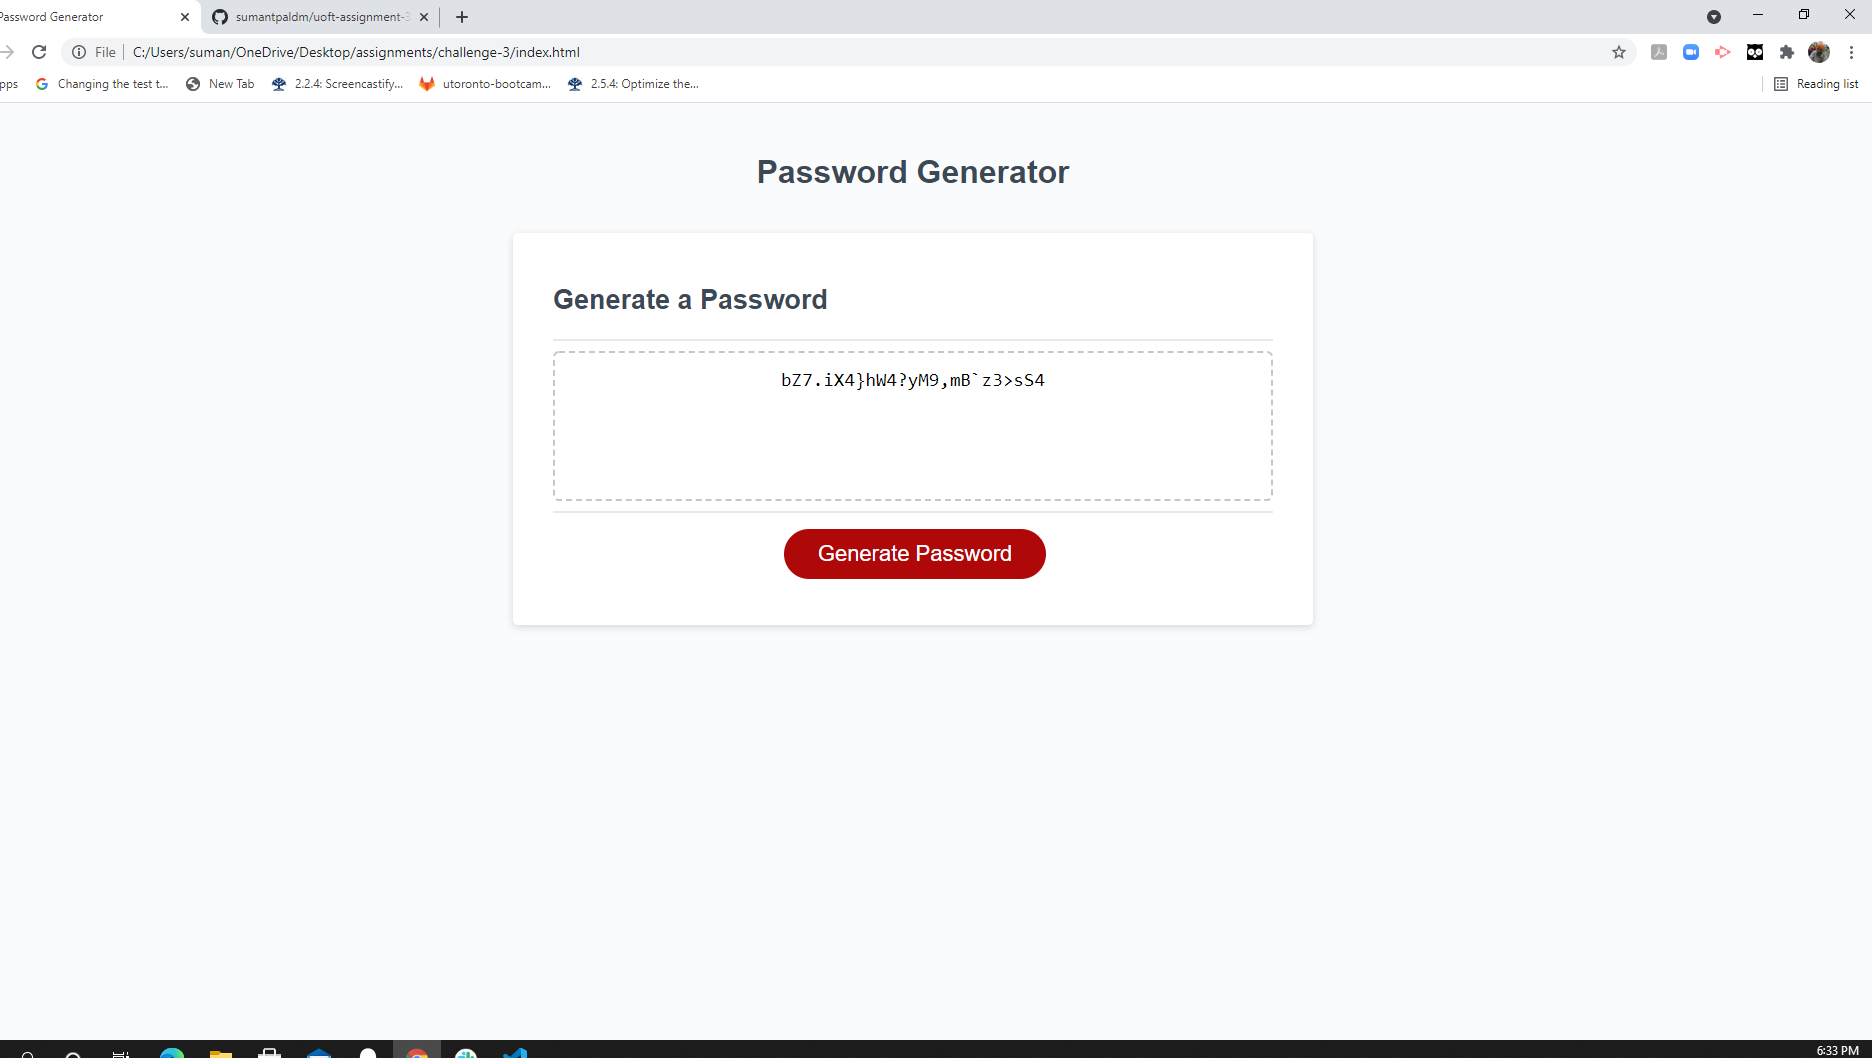 Password Generator
sumantpaldm/uoft-assignment-3
File
C:/Users/suman/OneDrive/Desktop/assignments/challenge-3/index.html
pps
Changing the test t...
New Tab
2.2.4: Screencastify...
utoronto-bootcam...
2.5.4: Optimize the...
Reading list
Password Generator
Generate a Password
bZ7.iX4}hW4?yM9,mB`z3>sS4
Generate Password
6:33 PM